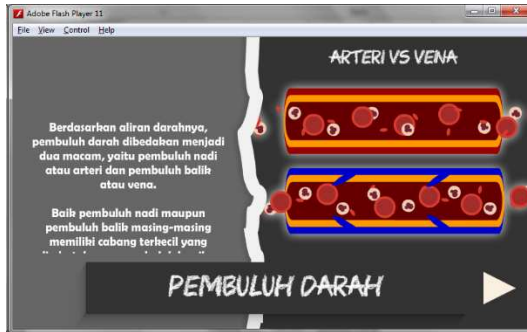 Adobe Flash Player 11
File View Control Help
ARTERI VS VENA
Berdasarkan aliran darahnya,
pembuluh darah dibedakan menjadi
dua macam, yaitu pembuluh nadi
atau arteri dan pembuluh balik
atau vena.
Baik pembuluh nadi maupun
pembuluh balik masing-masing
memiliki cabang terkecil yang
PEMBULUH DARAH